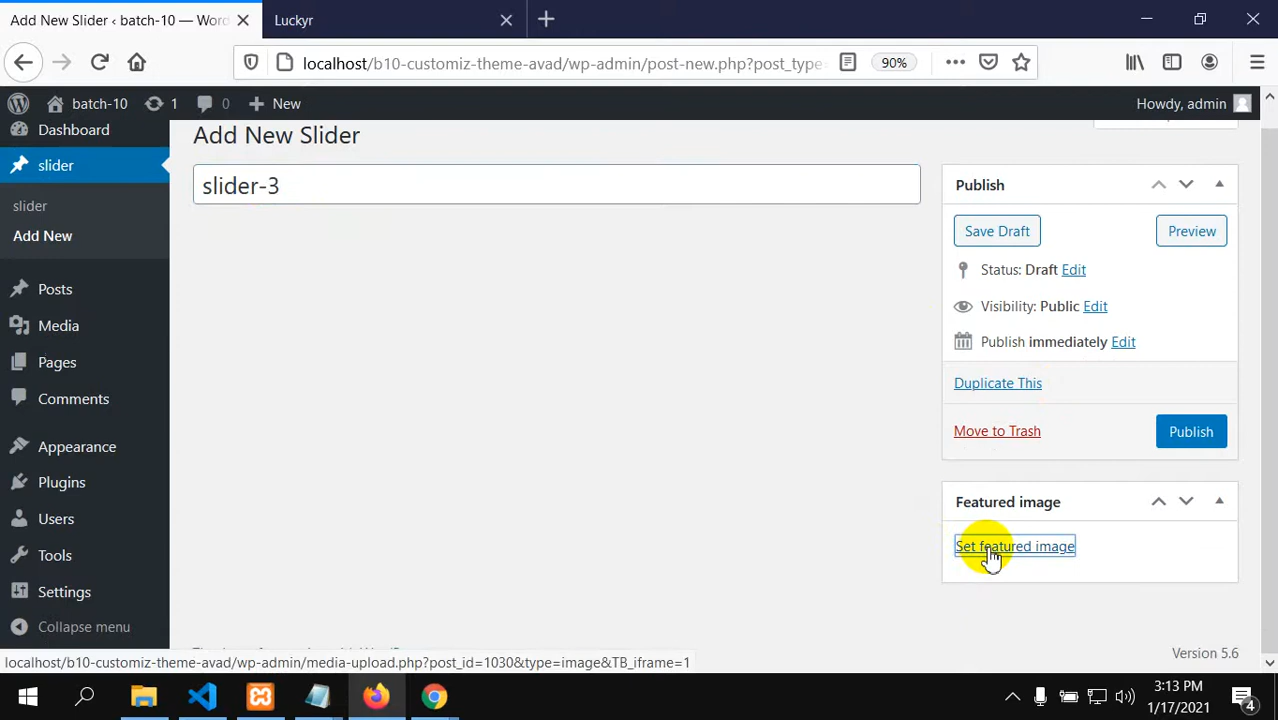 Add New Slider ‹ batch-10 — Word
Luckyr
localhost/b10-customiz-theme-avad/wp-admin/post-new.php?post_type=
90%
batch-10
1
0
New
Howdy, admin
Dashboard
slider
slider
Add New
Posts
Media
Pages
Comments
Appearance
Plugins
Users
Tools
Settings
Collapse menu
Add New Slider
slider-3
Publish
Save Draft
Preview
Status: Draft Edit
Visibility: Public Edit
Publish immediately Edit
Duplicate This
Move to Trash
Publish
Featured image
Set featured image
Version 5.6
localhost/b10-customiz-theme-avad/wp-admin/media-upload.php?post_id=1030&type=image&TB_iframe=1
3:13 PM
1/17/2021
4